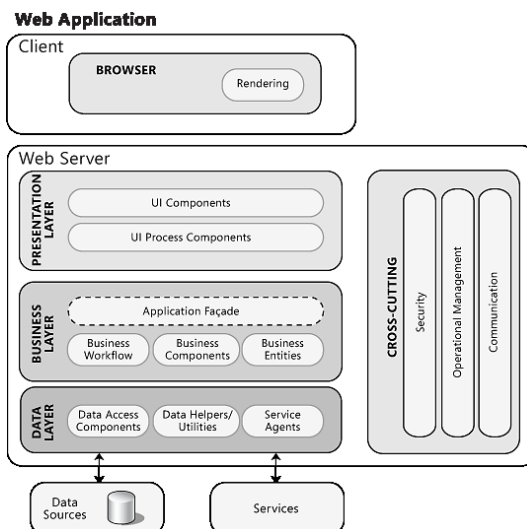 Web Application
Client
BROWSER
Rendering
Web Server
PRESENTATION
LAYER
UI Components
UI Process Components
BUSINESS
LAYER
Application Façade
Business
Workflow
Business
Components
Business
Entities
DATA
LAYER
Data Access
Components
Data Helpers/
Utilities
Service
Agents
CROSS-CUTTING
Security
Operational Management
Communication
Data
Sources
Services